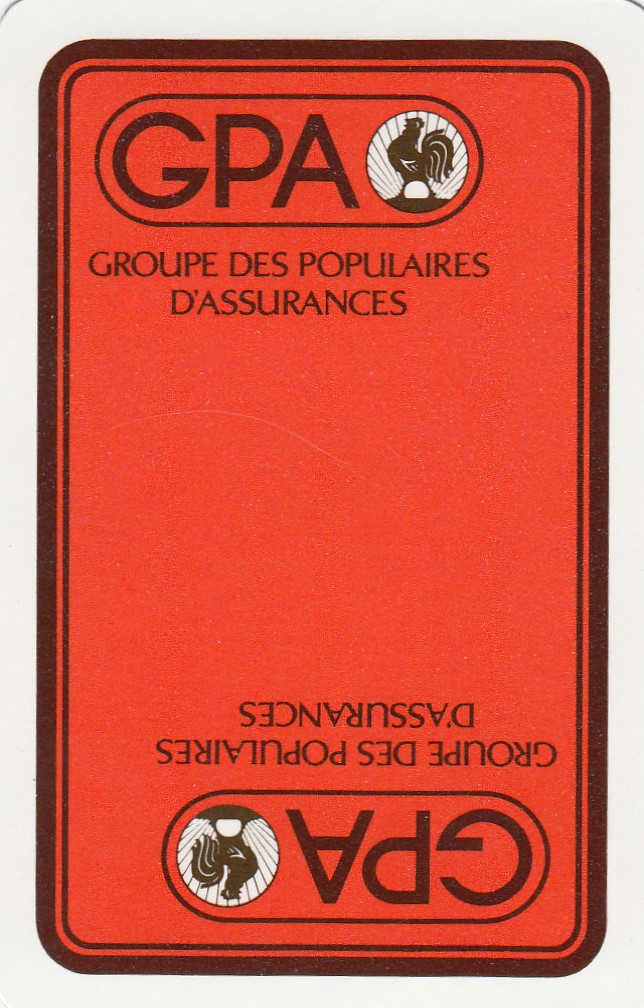 GPA
GROUPE DES POPULAIRES
D'ASSURANCES
GROUPE DES POPULAIRES
D'ASSURANCES
GPA